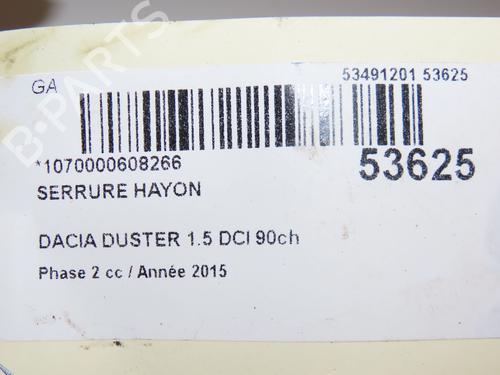 B-PARTS
GA
53491201 53625
*1070000608266
53625
SERRURE HAYON
DACIA DUSTER 1.5 DCI 90ch
Phase 2 cc / Année 2015